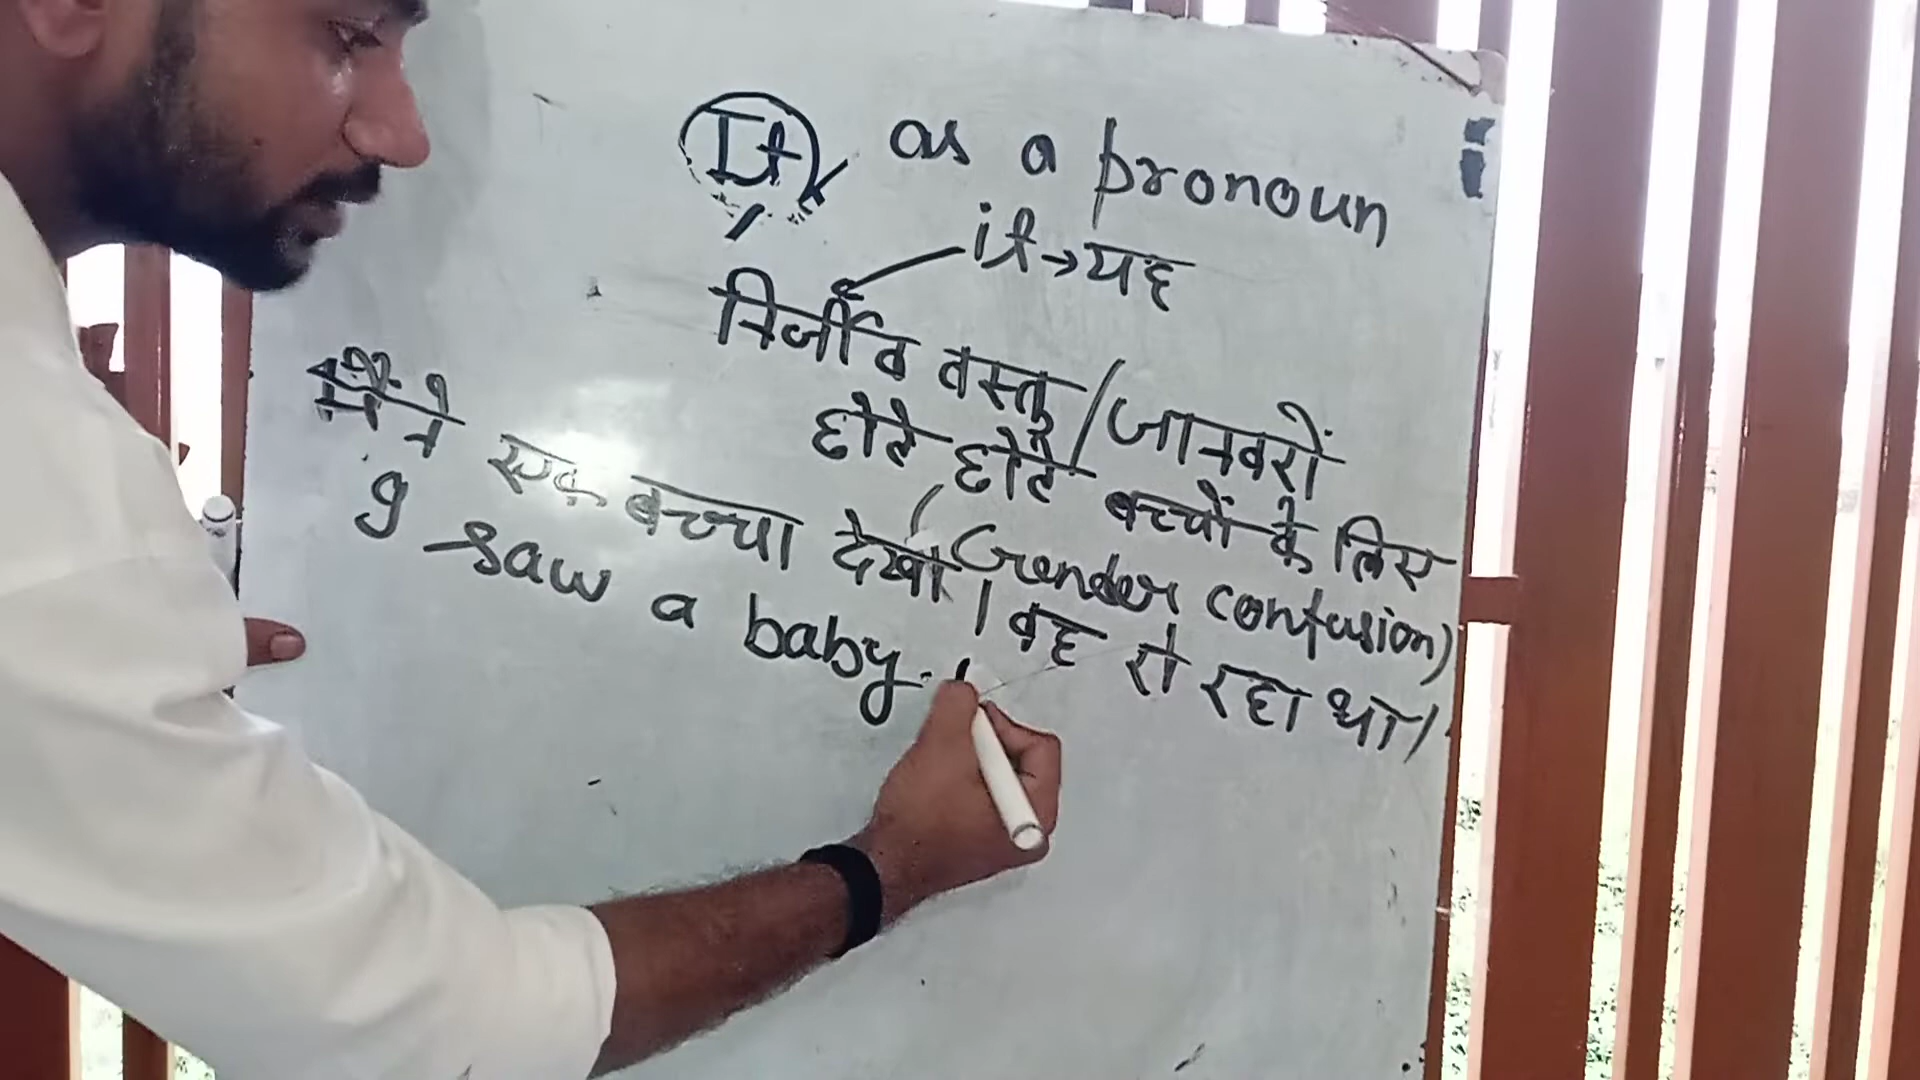 It as a pronoun
it→यह
निर्जीव वस्तु/जानवरों
छोटे छोटे बच्चों के लिए
(Gender confusion)
मैंने एक बच्चा देखा। वह रो रहा था।
I saw a baby.